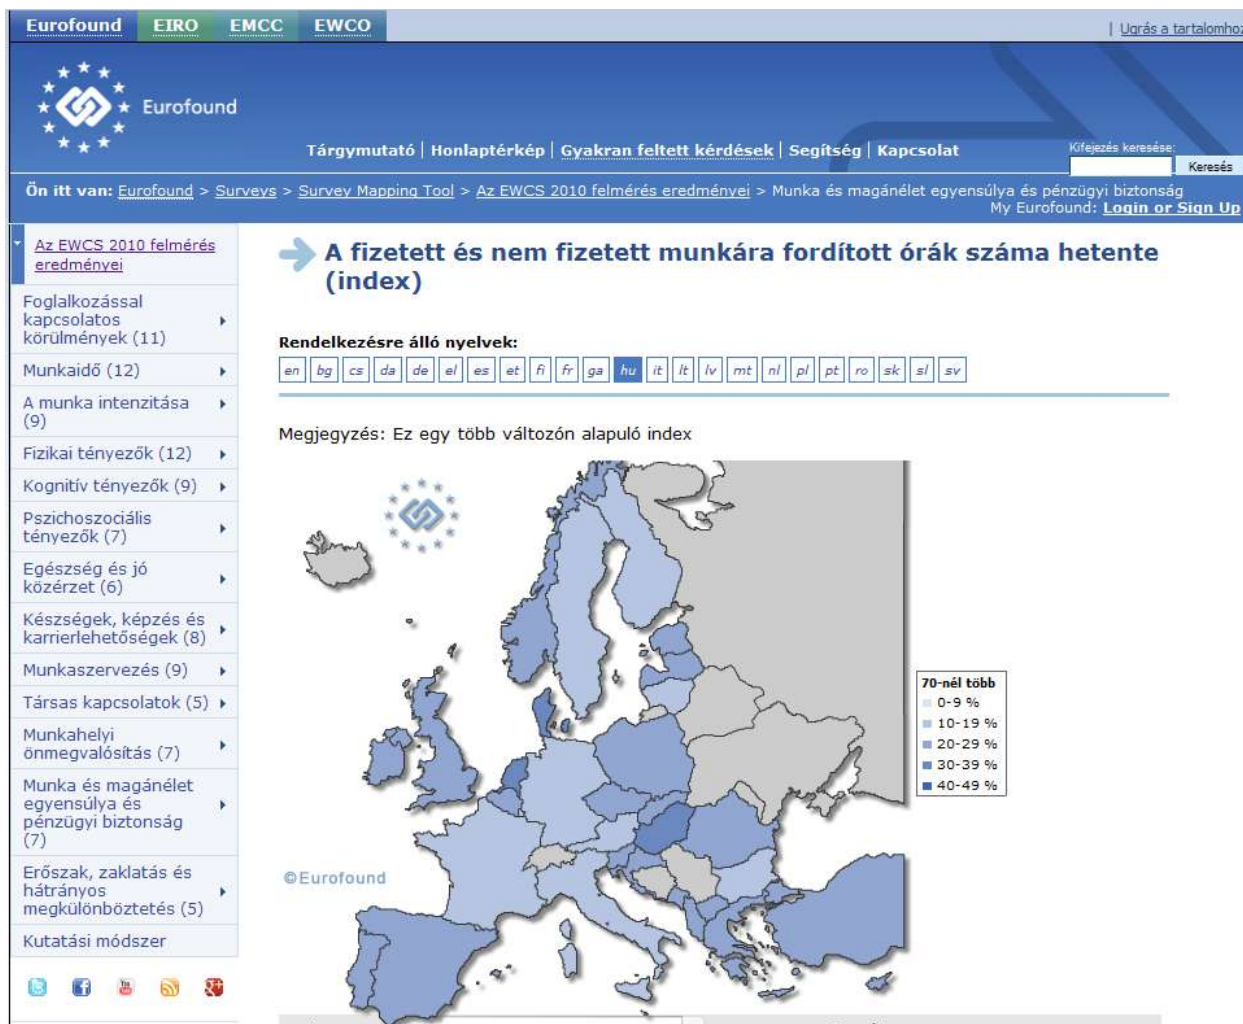 Eurofound EIRO EMCC EWCO
| Ugrás a tartalomhoz
Eurofound
Tárgymutató | Honlaptérkép | Gyakran feltett kérdések | Segítség | Kapcsolat
Kifejezés keresése:
Keresés
Ön itt van: Eurofound > Surveys > Survey Mapping Tool > Az EWCS 2010 felmérés eredményei > Munka és magánélet egyensúlya és pénzügyi biztonság
My Eurofound: Login or Sign Up
Az EWCS 2010 felmérés
eredményei
Foglalkozással
kapcsolatos
körülmények (11)
Munkaidő (12)
A munka intenzitása
(9)
Fizikai tényezők (12)
Kognitív tényezők (9)
Pszichoszociális
tényezők (7)
Egészség és jó
közérzet (6)
Készségek, képzés és
karrierlehetőségek (8)
Munkaszervezés (9)
Társas kapcsolatok (5)
Munkahelyi
önmegvalósítás (7)
Munka és magánélet
egyensúlya és
pénzügyi biztonság
(7)
Erőszak, zaklatás és
hátrányos
megkülönböztetés (5)
Kutatási módszer
A fizetett és nem fizetett munkára fordított órák száma hetente
(index)
Rendelkezésre álló nyelvek:
en bg cs da de el es et fi fr ga hu it lt lv mt nl pl pt ro sk sl sv
Megjegyzés: Ez egy több változón alapuló index
©Eurofound
70-nél több
0-9 %
10-19 %
20-29 %
30-39 %
40-49 %